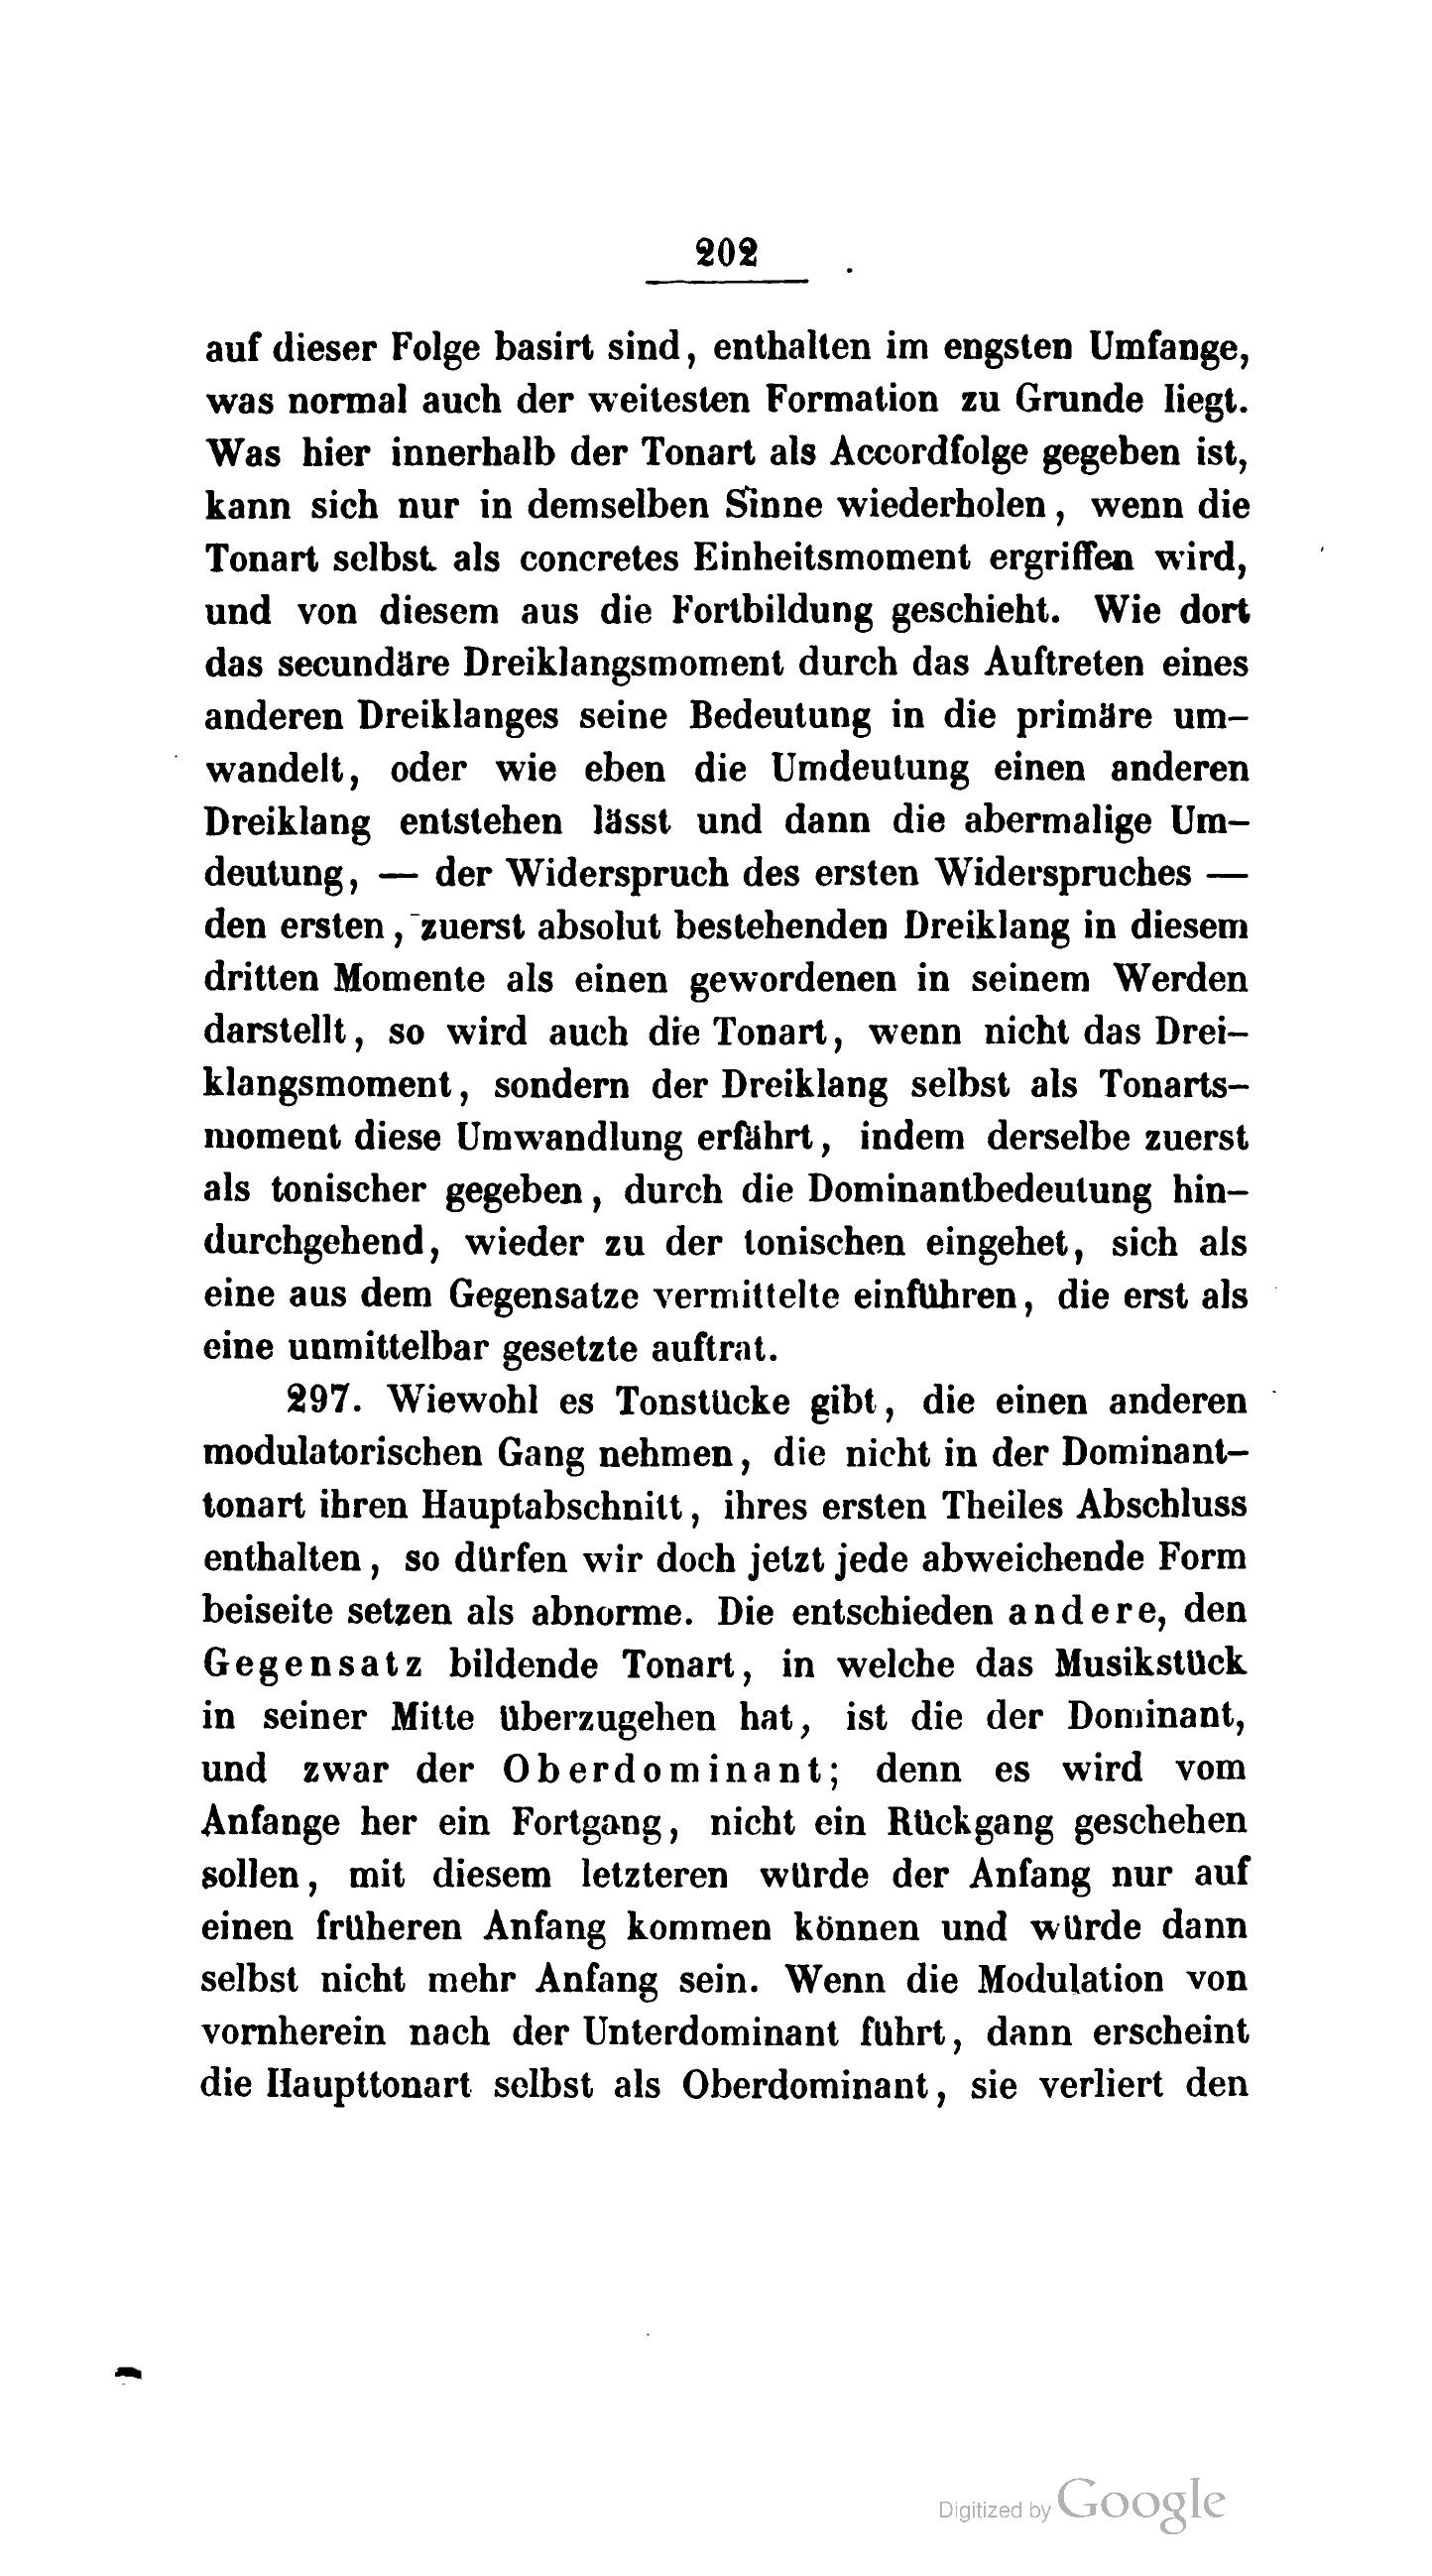 202
auf dieser Folge basirt sind, enthalten im engsten Umfange,
was normal auch der weitesten Formation zu Grunde liegt.
Was hier innerhalb der Tonart als Accordfolge gegeben ist,
kann sich nur in demselben Sinne wiederholen, wenn die
Tonart selbst als concretes Einheitsmoment ergriffen wird,
und von diesem aus die Fortbildung geschieht. Wie dort
das secundäre Dreiklangsmoment durch das Auftreten eines
anderen Dreiklanges seine Bedeutung in die primäre um-
wandelt, oder wie eben die Umdeutung einen anderen
Dreiklang entstehen lässt und dann die abermalige Um-
deutung, — der Widerspruch des ersten Widerspruches —
den ersten, zuerst absolut bestehenden Dreiklang in diesem
dritten Momente als einen gewordenen in seinem Werden
darstellt, so wird auch die Tonart, wenn nicht das Drei-
klangsmoment, sondern der Dreiklang selbst als Tonarts-
moment diese Umwandlung erfährt, indem derselbe zuerst
als tonischer gegeben, durch die Dominantbedeutung hin-
durchgehend, wieder zu der tonischen eingehet, sich als
eine aus dem Gegensatze vermittelte einführen, die erst als
eine unmittelbar gesetzte auftrat.
297. Wiewohl es Tonstücke gibt, die einen anderen
modulatorischen Gang nehmen, die nicht in der Dominant-
tonart ihren Hauptabschnitt, ihres ersten Theiles Abschluss
enthalten, so dürfen wir doch jetzt jede abweichende Form
beiseite setzen als abnorme. Die entschieden andere, den
Gegensatz bildende Tonart, in welche das Musikstück
in seiner Mitte überzugehen hat, ist die der Dominant,
und zwar der Oberdominant; denn es wird vom
Anfange her ein Fortgang, nicht ein Rückgang geschehen
sollen, mit diesem letzteren würde der Anfang nur auf
einen früheren Anfang kommen können und würde dann
selbst nicht mehr Anfang sein. Wenn die Modulation von
vornherein nach der Unterdominant führt, dann erscheint
die Haupttonart selbst als Oberdominant, sie verliert den
Digitized by Google